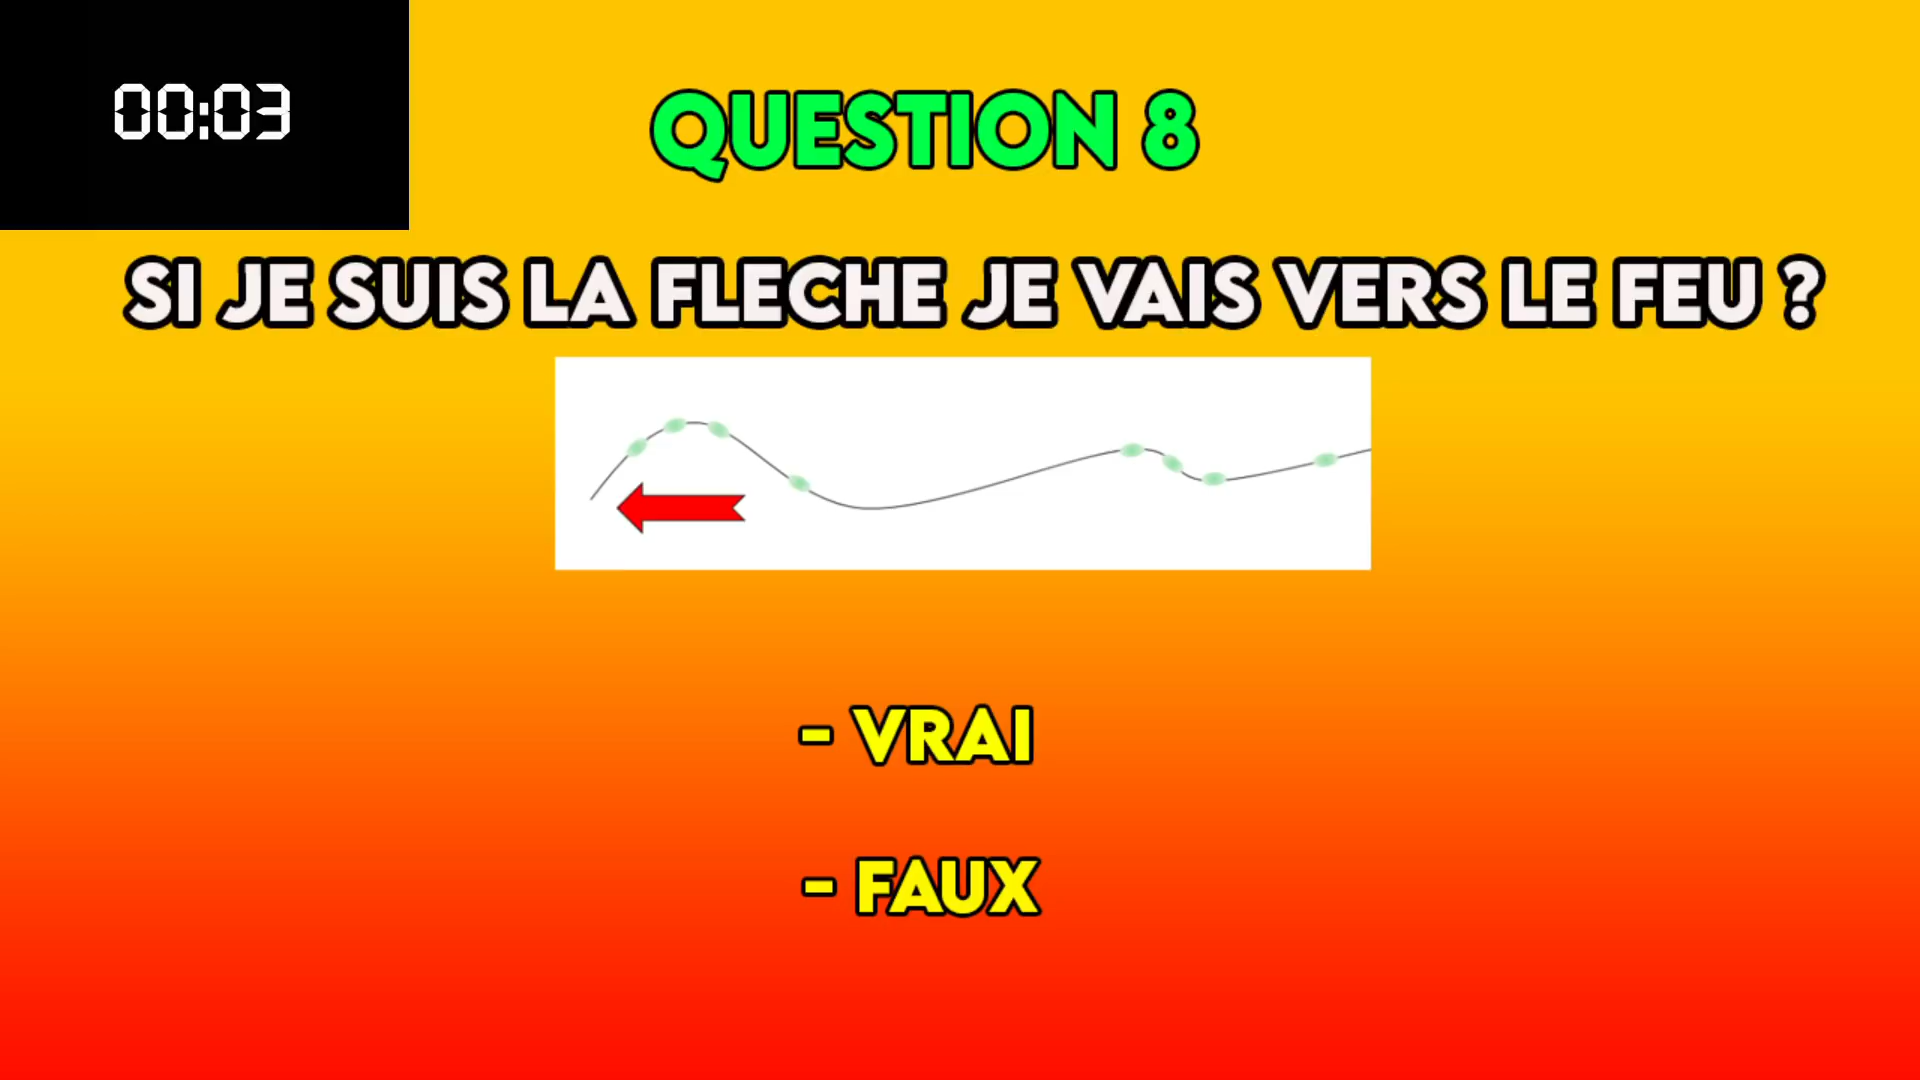 00:03
QUESTION 8
SI JE SUIS LA FLECHE JE VAIS VERS LE FEU ?
- VRAI
- FAUX